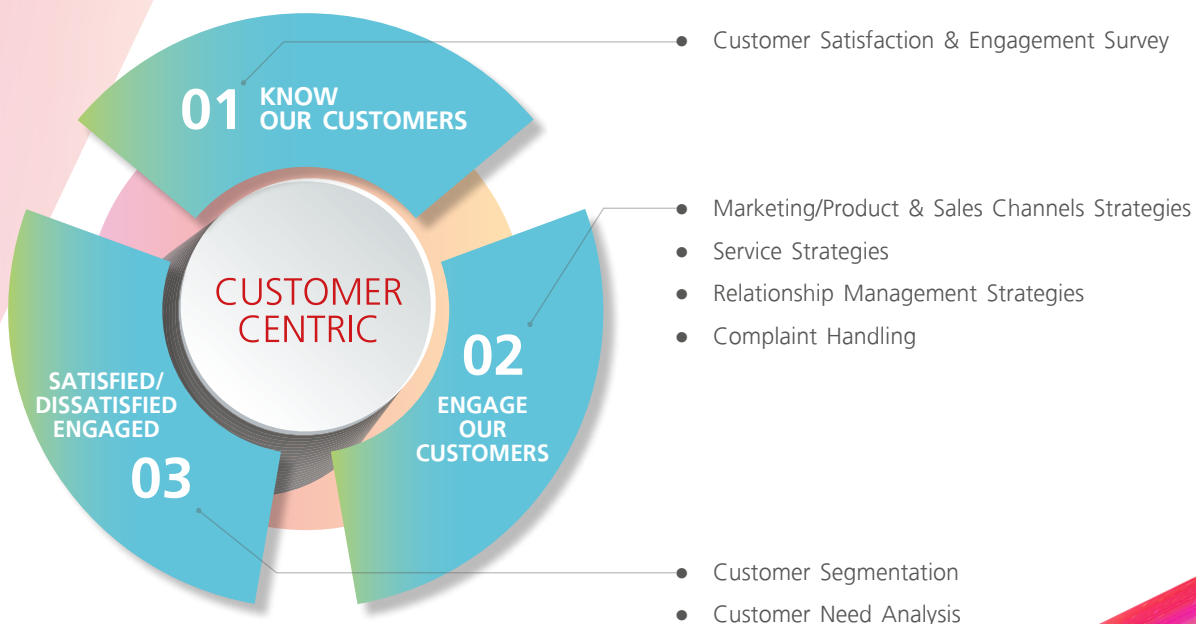 Customer Satisfaction & Engagement Survey
01
KNOW
OUR CUSTOMERS
Marketing/Product & Sales Channels Strategies
Service Strategies
Relationship Management Strategies
Complaint Handling
CUSTOMER
CENTRIC
02
ENGAGE
OUR
CUSTOMERS
SATISFIED/
DISSATISFIED
ENGAGED
03
Customer Segmentation
Customer Need Analysis